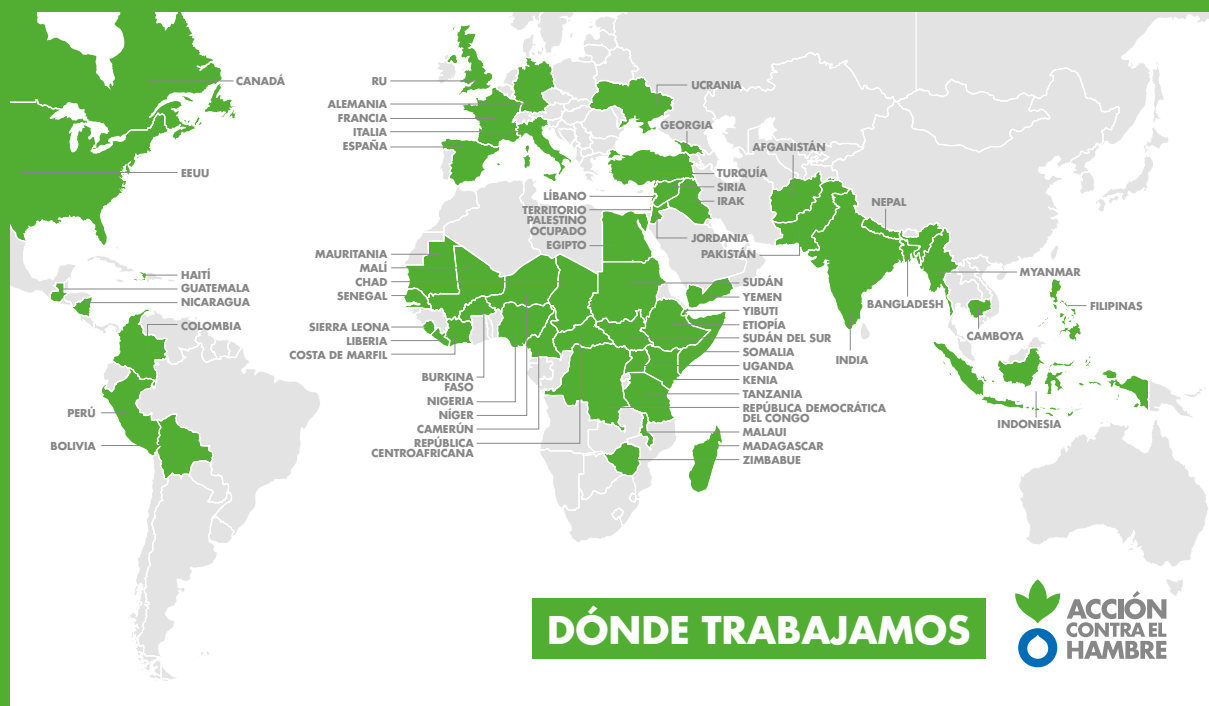 CANADÁ
EEUU
HAITÍ
GUATEMALA
NICARAGUA
COLOMBIA
PERÚ
BOLIVIA
RU
ALEMANIA
FRANCIA
ITALIA
ESPAÑA
UCRANIA
GEORGIA
AFGANISTÁN
TURQUÍA
SIRIA
IRAK
LÍBANO
TERRITORIO
PALESTINO
OCUPADO
EGIPTO
JORDANIA
PAKISTÁN
NEPAL
MAURITANIA
MALÍ
CHAD
SENEGAL
SIERRA LEONA
LIBERIA
COSTA DE MARFIL
BURKINA
FASO
NIGERIA
NÍGER
CAMERÚN
REPÚBLICA
CENTROAFRICANA
SUDÁN
YEMEN
YIBUTI
ETIOPÍA
SUDÁN DEL SUR
SOMALIA
UGANDA
KENIA
TANZANIA
REPÚBLICA DEMOCRÁTICA
DEL CONGO
MALAUI
MADAGASCAR
ZIMBABUE
MYANMAR
BANGLADESH
FILIPINAS
CAMBOYA
INDIA
INDONESIA
DÓNDE TRABAJAMOS
ACCIÓN
CONTRA EL
HAMBRE